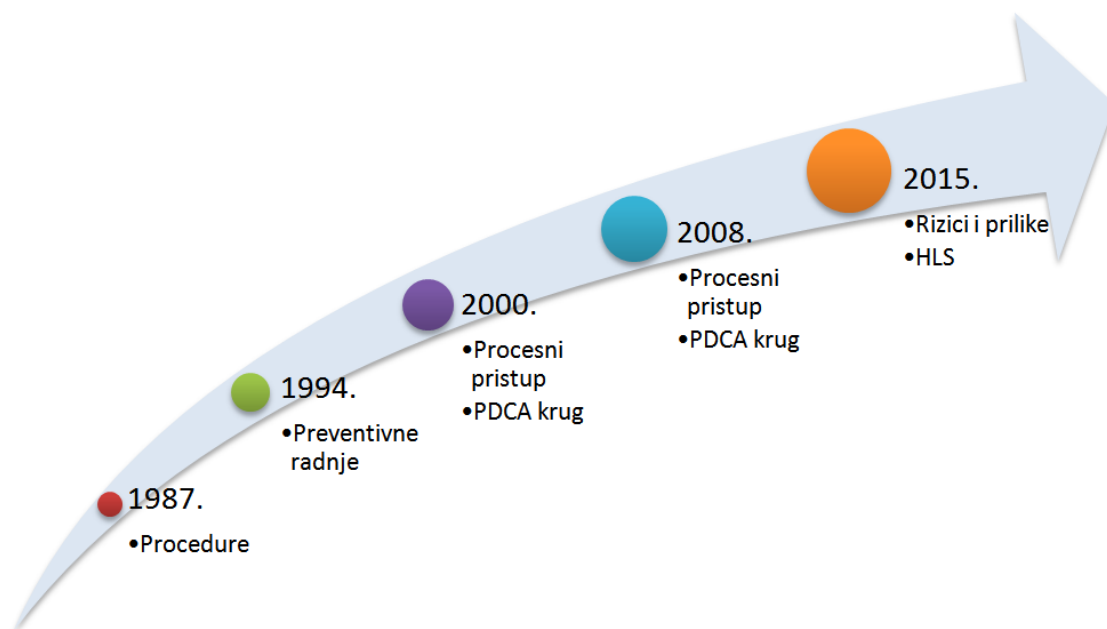 1987.
•Procedure
1994.
•Preventivne
radnje
2000.
•Procesni
pristup
•PDCA krug
2008.
•Procesni
pristup
•PDCA krug
2015.
•Rizici i prilike
•HLS